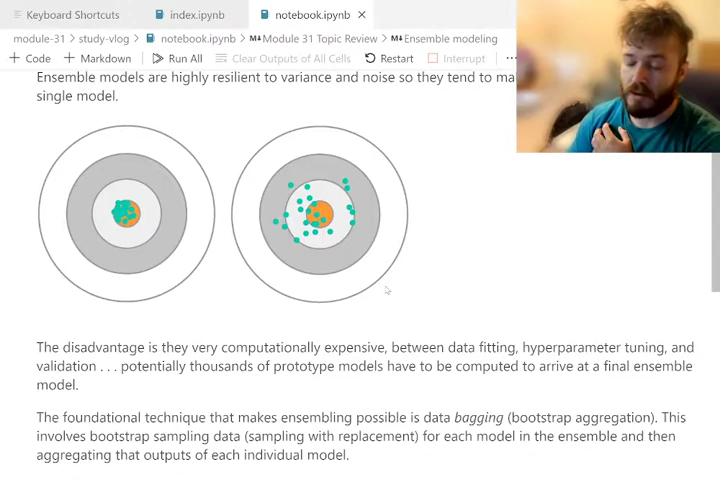 Keyboard Shortcuts
index.ipynb
notebook.ipynb
module-31 > study-vlog > notebook.ipynb > M↓Module 31 Topic Review > M↓Ensemble modeling
+ Code + Markdown Run All Clear Outputs of All Cells Restart Interrupt ...
Ensemble models are highly resilient to variance and noise so they tend to ma
single model.
The disadvantage is they very computationally expensive, between data fitting, hyperparameter tuning, and
validation . . . potentially thousands of prototype models have to be computed to arrive at a final ensemble
model.
The foundational technique that makes ensembling possible is data bagging (bootstrap aggregation). This
involves bootstrap sampling data (sampling with replacement) for each model in the ensemble and then
aggregating that outputs of each individual model.